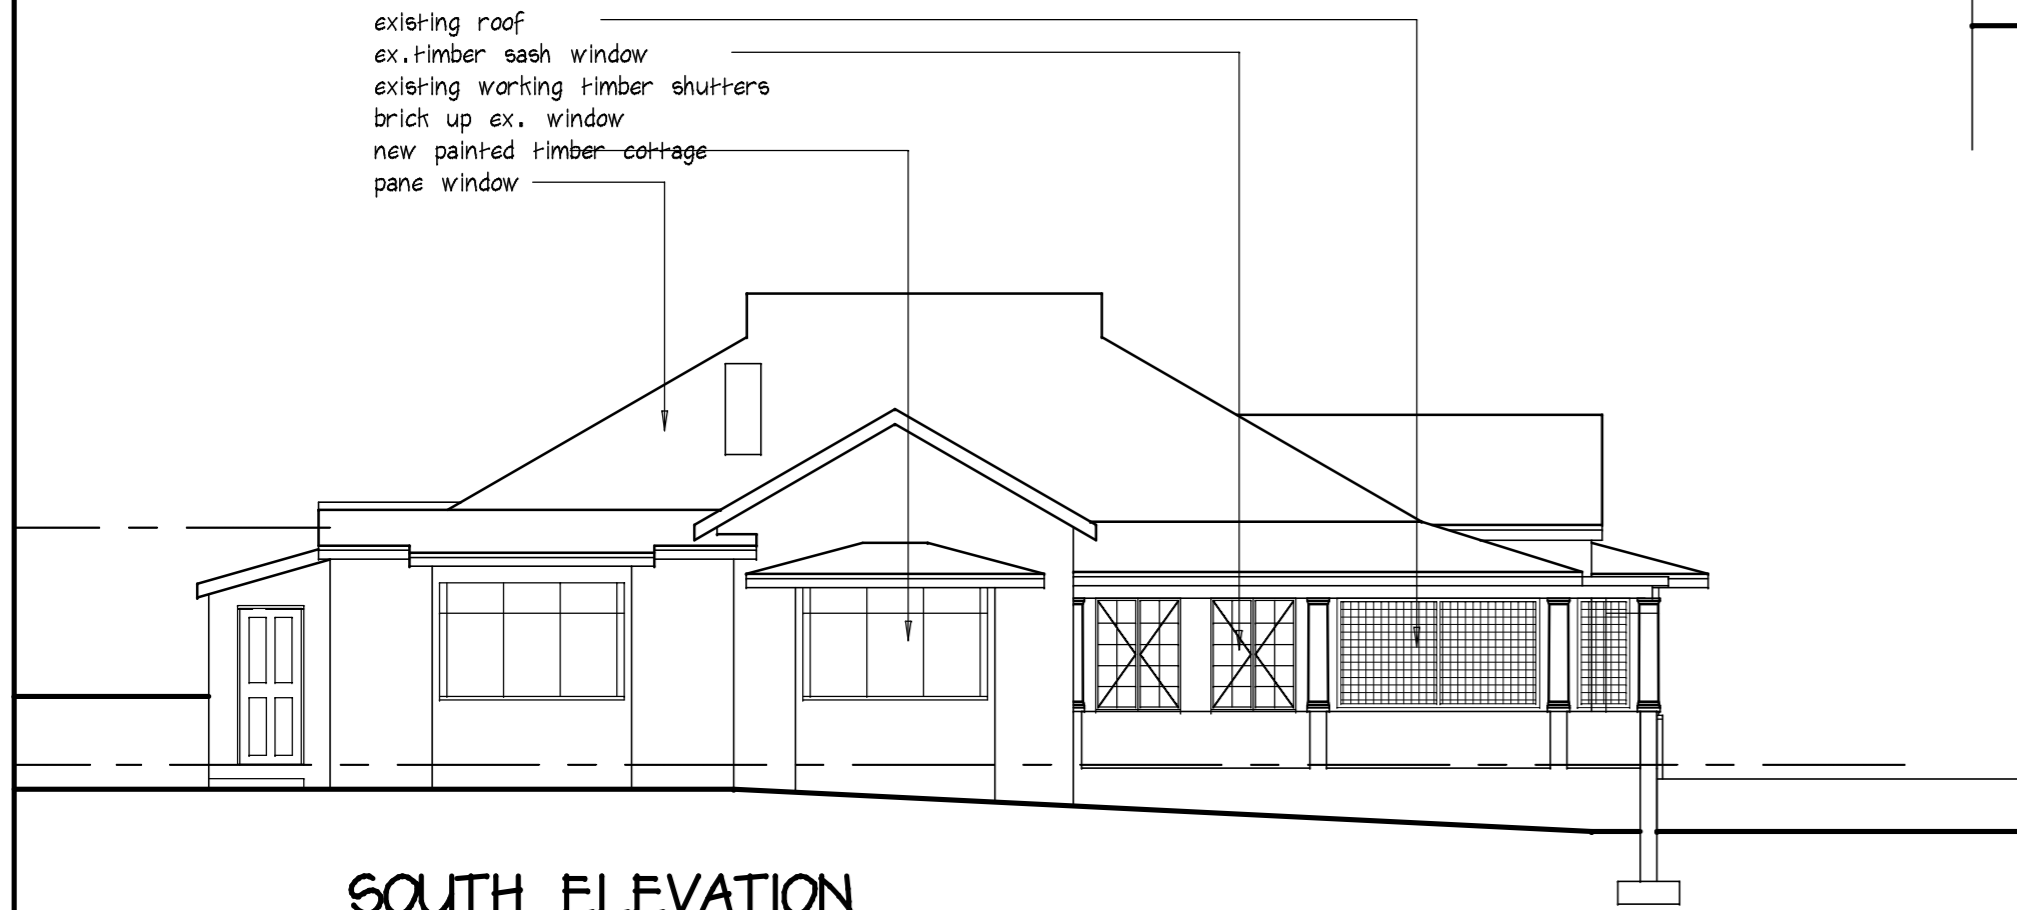 existing roof
ex.timber sash window
existing working timber shutters
brick up ex. window
new painted timber cottage
pane window
SOUTH ELEVATION